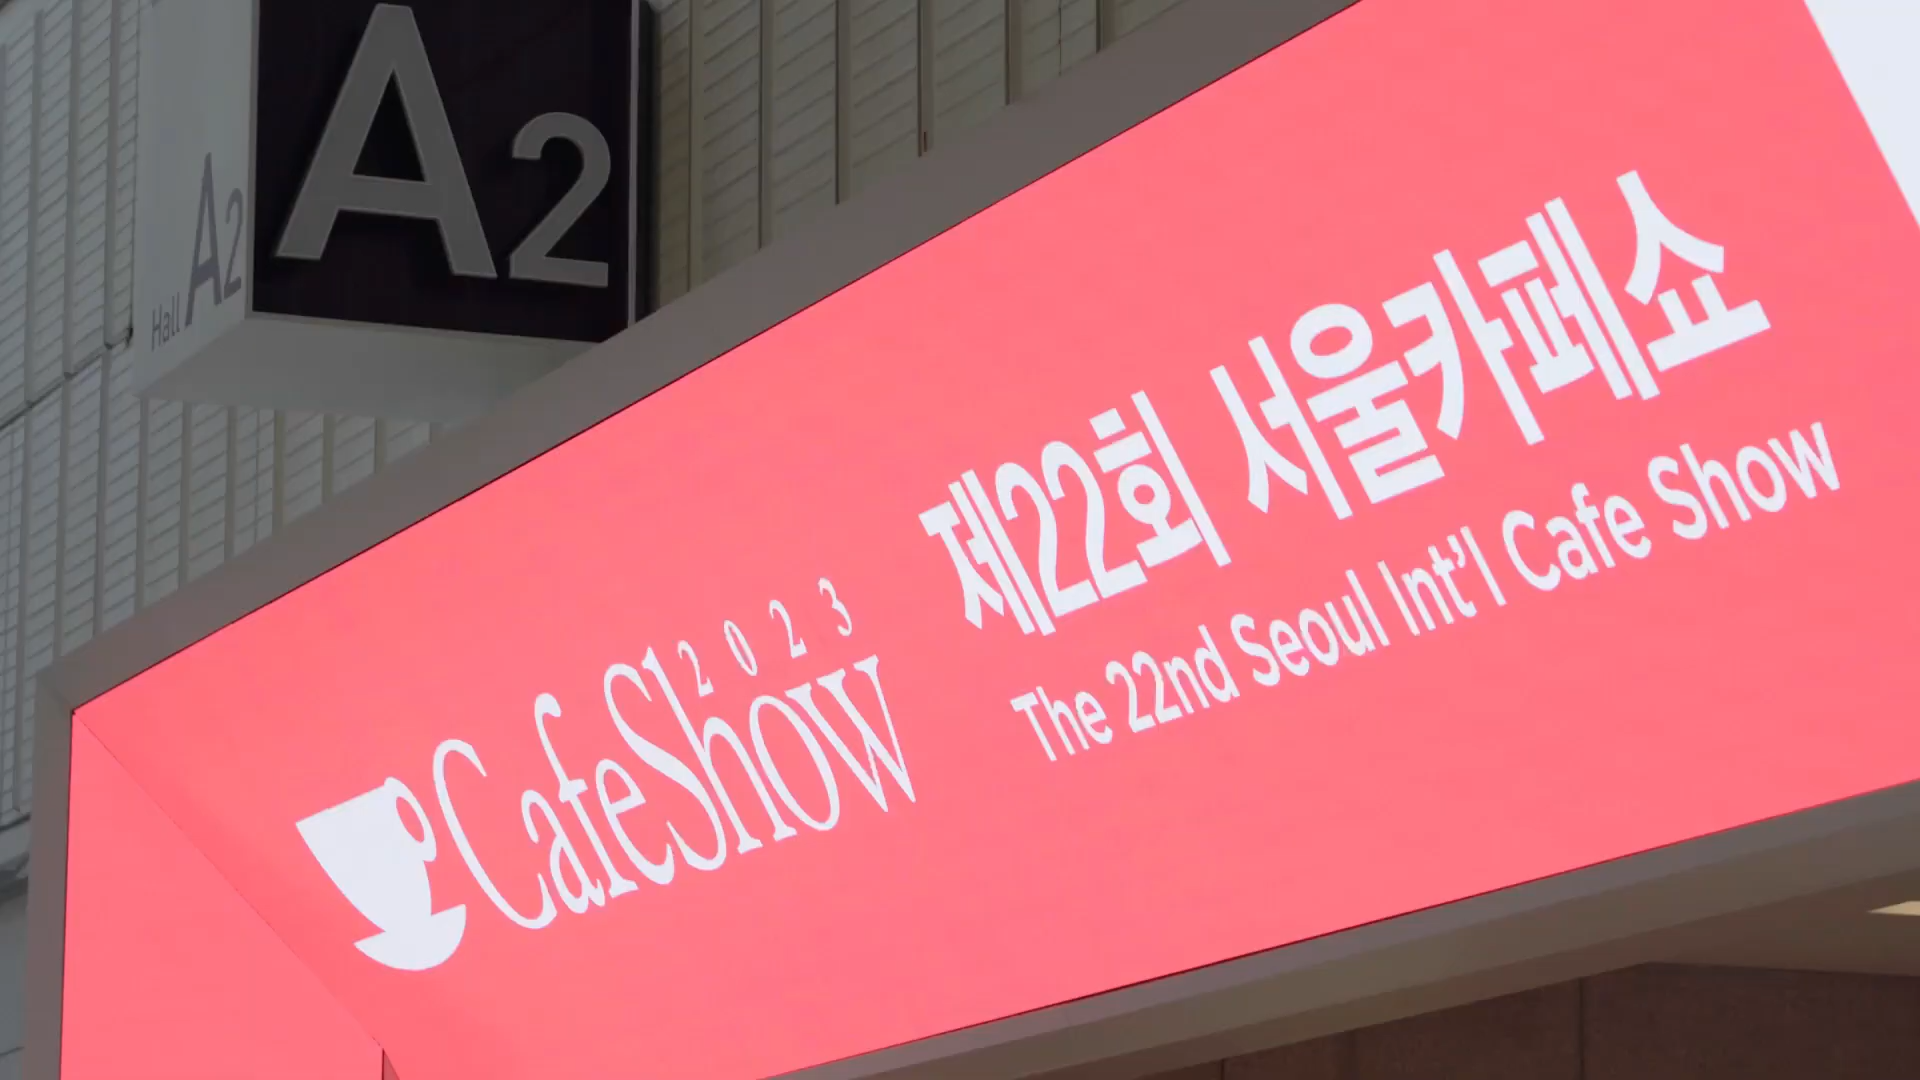 A2
Hall A2
제22회 서울카페쇼
The 22nd Seoul Int'l Cafe Show
2023
CafeShow